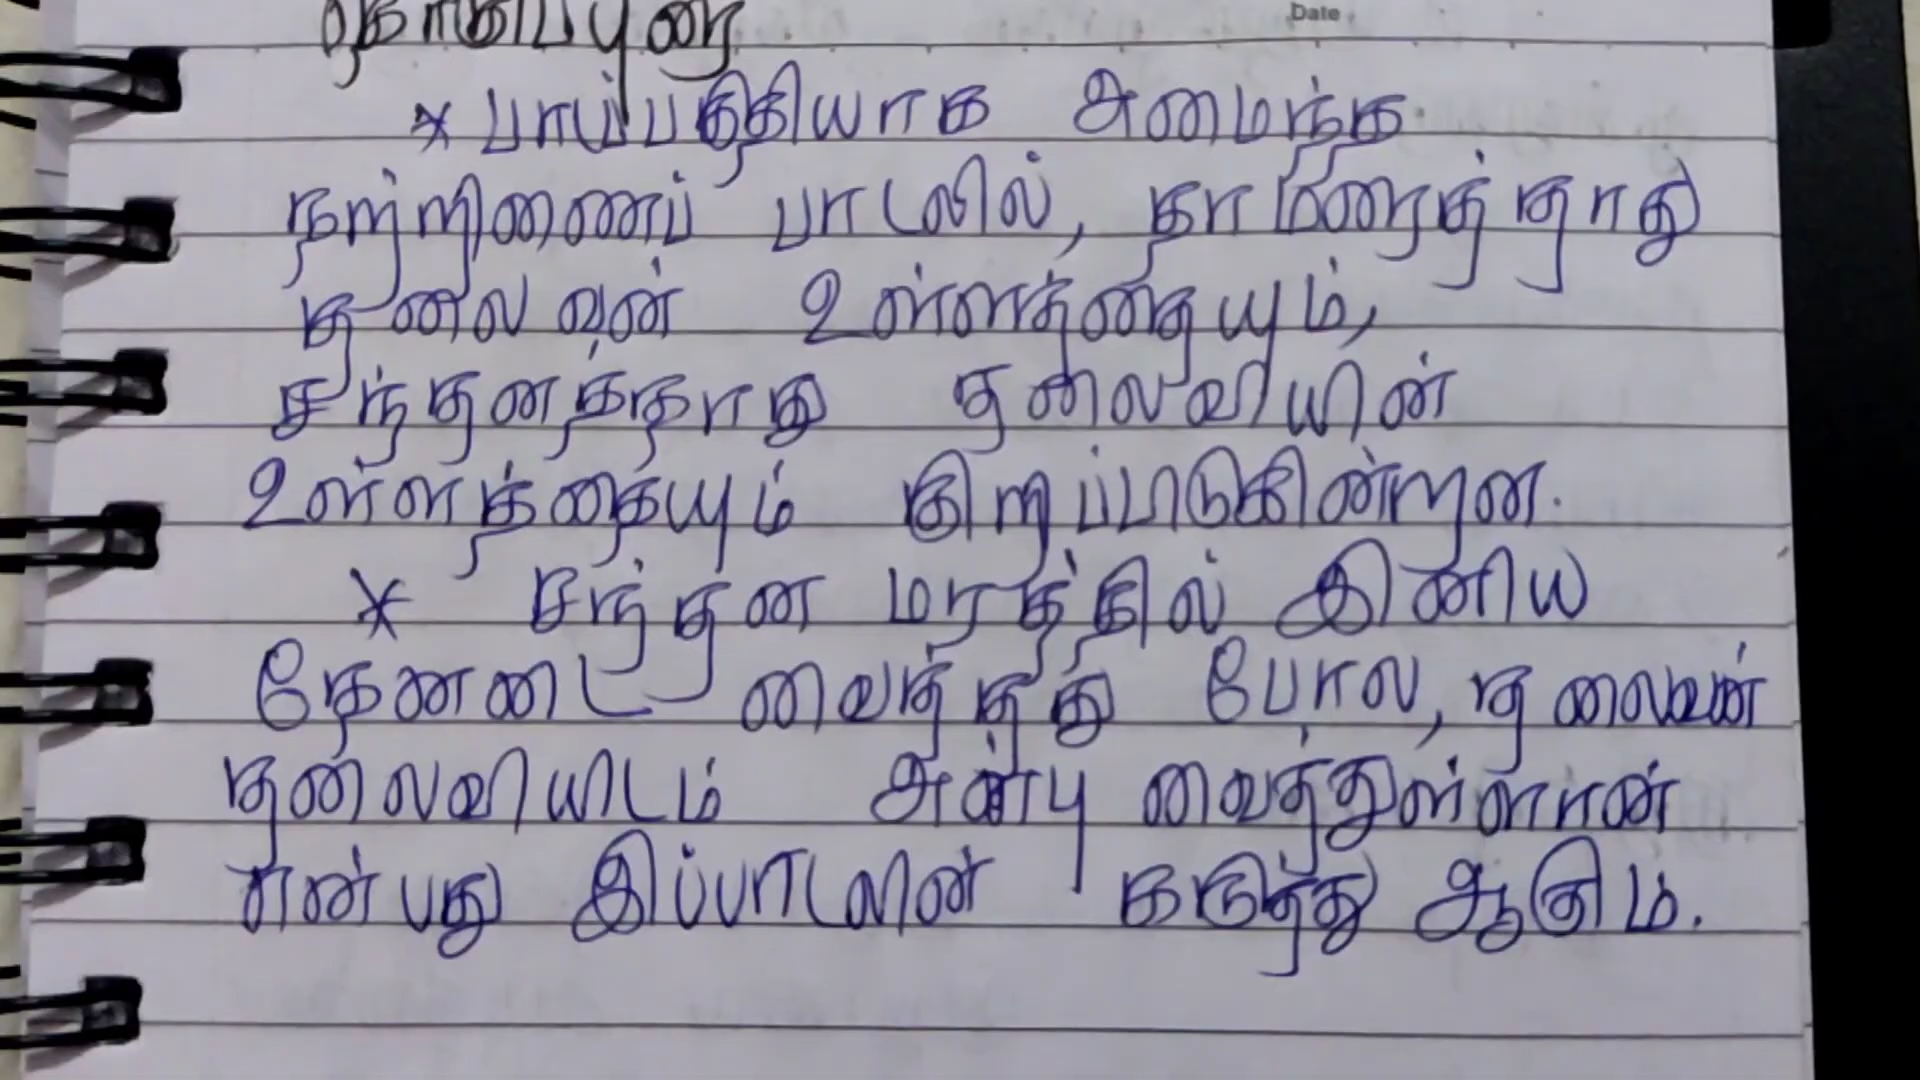 Date
தொகுப்புரை
* பாடப்பகுதியாக அமைந்த
நற்றிணைப் பாடலில், தாமரைத்தாது
தலைவன் உள்ளத்தையும்,
சந்தனத்தாது தலைவியின்
உள்ளத்தையும் குறிப்பிடுகின்றன.
* சந்தன மரத்தில் இனிய
தேனடை வைத்தது போல, தலைவன்
தலைவியிடம் அன்பு வைத்துள்ளான்
என்பது இப்பாடலின் கருத்து ஆகும்.